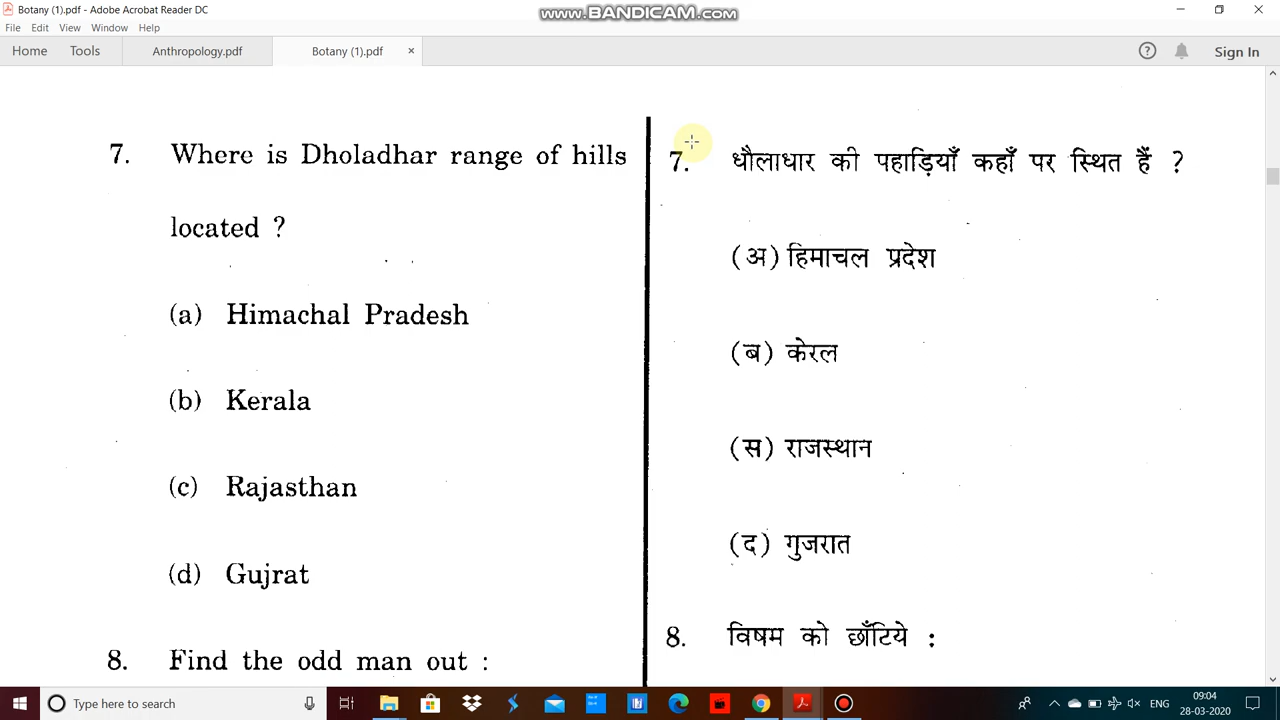 Botany (1).pdf - Adobe Acrobat Reader DC
www.BANDICAM.com
File Edit View Window Help
Home Tools Anthropology.pdf Botany (1).pdf × Sign In
7. Where is Dholadhar range of hills
located ?
(a) Himachal Pradesh
(b) Kerala
(c) Rajasthan
(d) Gujrat
8. Find the odd man out :
7. धौलाधार की पहाड़ियाँ कहाँ पर स्थित हैं ?
(अ) हिमाचल प्रदेश
(ब) केरल
(स) राजस्थान
(द) गुजरात
8. विषम को छाँटिये :
Type here to search
ENG
09:04
28-03-2020